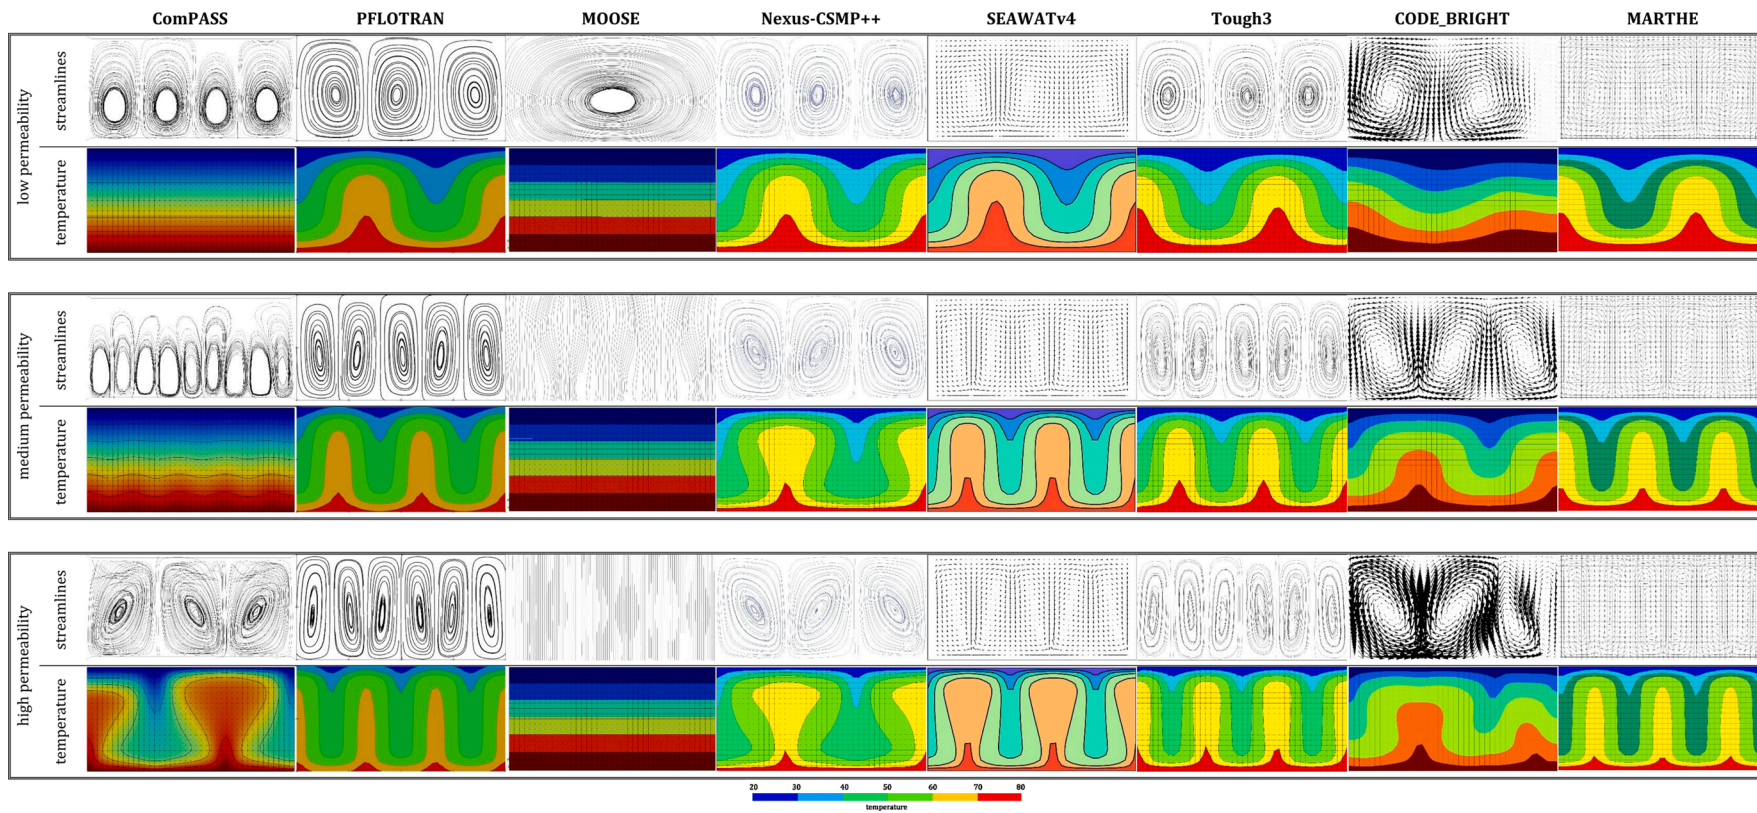 ComPASS PFLOTRAN MOOSE Nexus-CSMP++ SEAWATv4 Tough3 CODE_BRIGHT MARTHE
low permeability
streamlines
temperature
medium permeability
streamlines
temperature
high permeability
streamlines
temperature
20 30 40 50 60 70 80
temperature